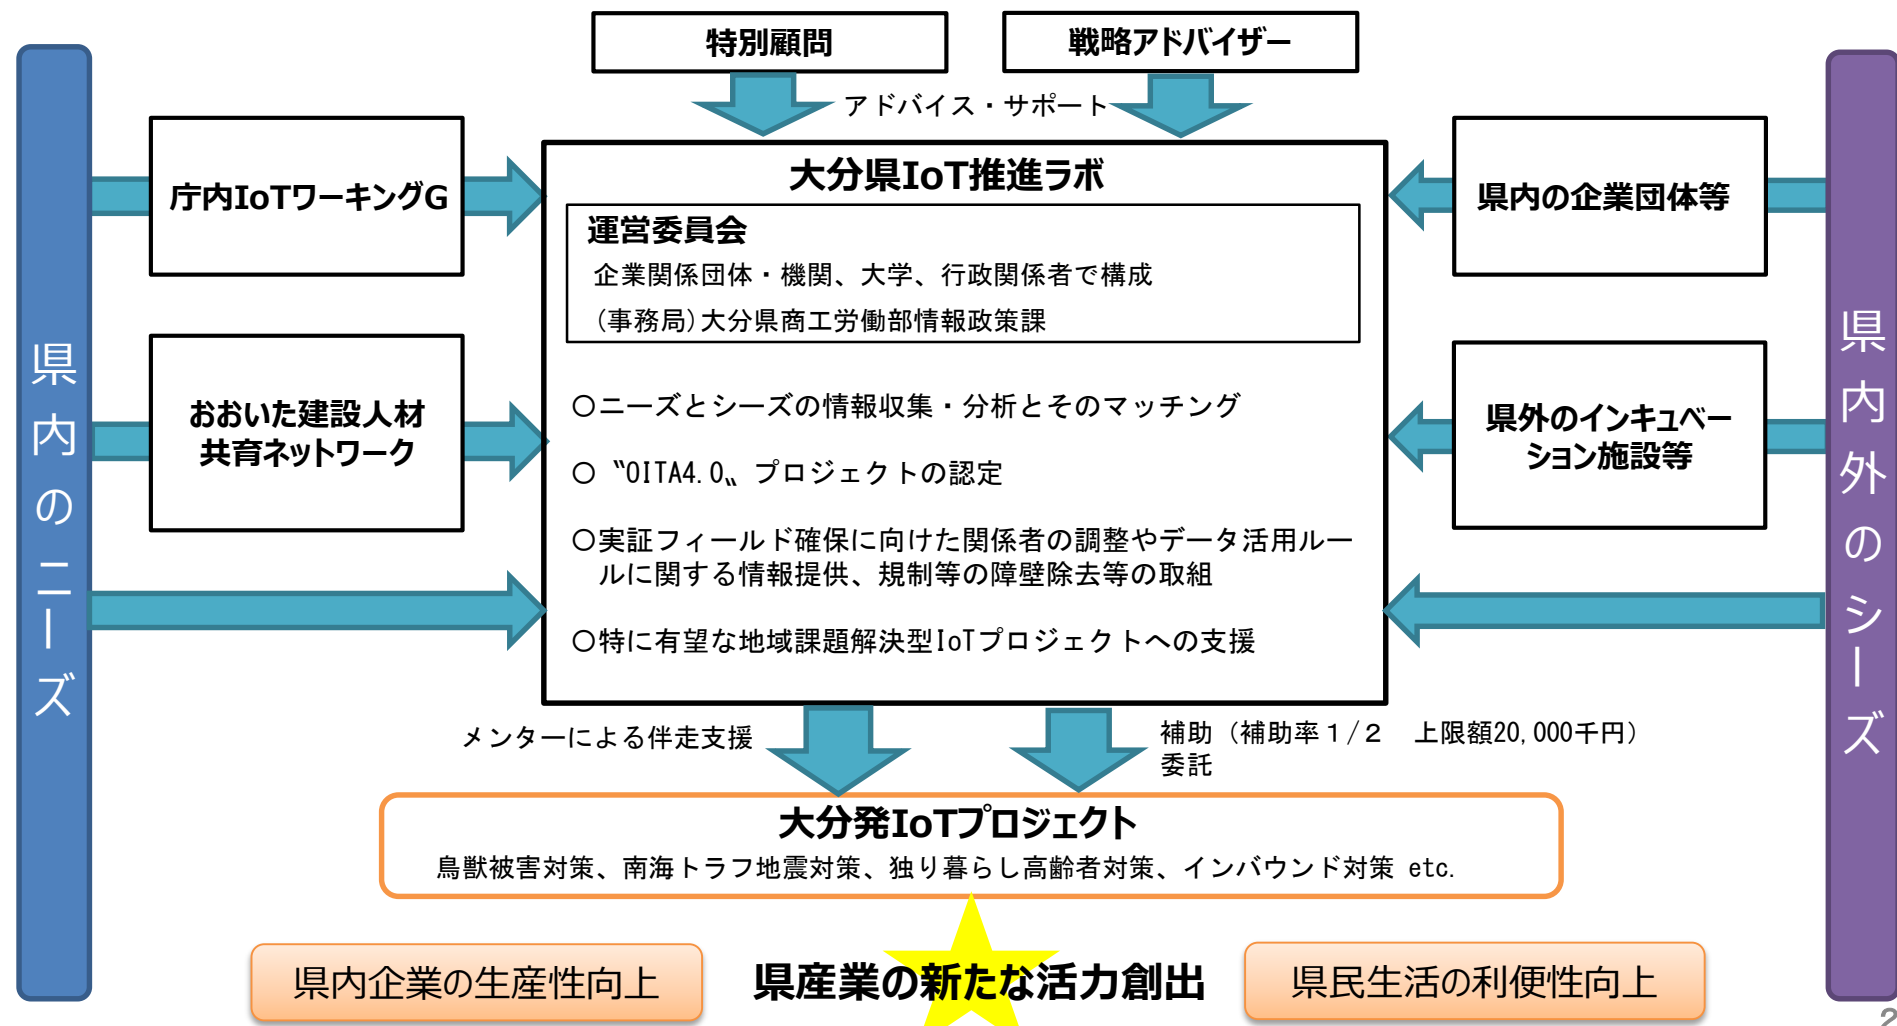 特別顧問
戦略アドバイザー
アドバイス・サポート
県内のニーズ
庁内IoTワーキングG
おおいた建設人材
共育ネットワーク
大分県IoT推進ラボ
運営委員会
企業関係団体・機関、大学、行政関係者で構成
(事務局)大分県商工労働部情報政策課
〇ニーズとシーズの情報収集・分析とそのマッチング
〇〝OITA4.0〟プロジェクトの認定
〇実証フィールド確保に向けた関係者の調整やデータ活用ルー
ルに関する情報提供、規制等の障壁除去等の取組
〇特に有望な地域課題解決型IoTプロジェクトへの支援
県内の企業団体等
県外のインキュベー
ション施設等
県内外のシーズ
メンターによる伴走支援
補助（補助率１/２　上限額20,000千円）
委託
大分発IoTプロジェクト
鳥獣被害対策、南海トラフ地震対策、独り暮らし高齢者対策、インバウンド対策 etc.
県内企業の生産性向上
県産業の新たな活力創出
県民生活の利便性向上
2